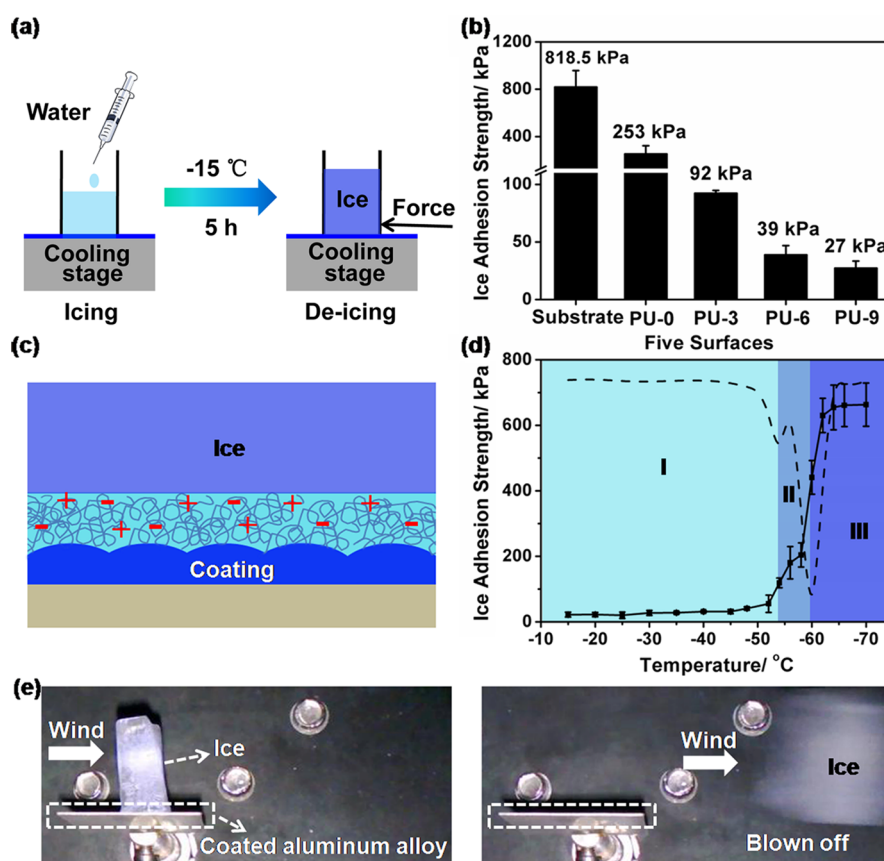 (a)
Water
-15 ℃
5 h
Ice
Force
Cooling
stage
Cooling
stage
Icing
De-icing
(b)
Ice Adhesion Strength/ kPa
1200
800
400
100
50
0
818.5 kPa
253 kPa
92 kPa
39 kPa
27 kPa
Substrate PU-0 PU-3 PU-6 PU-9
Five Surfaces
(c)
Ice
+ - + - + - + -
- + - + - + -
Coating
(d)
Ice Adhesion Strength/ kPa
800
600
400
200
0
I
II
III
-10 -20 -30 -40 -50 -60 -70
Temperature/ °C
(e)
Wind
Ice
Coated aluminum alloy
Wind
Ice
Blown off